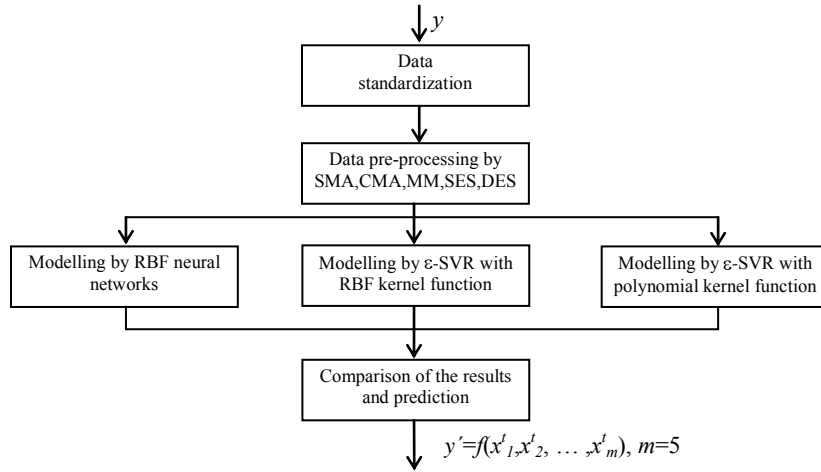 y
Data
standardization
Data pre-processing by
SMA,CMA,MM,SES,DES
Modelling by RBF neural
networks
Modelling by ε-SVR with
RBF kernel function
Modelling by ε-SVR with
polynomial kernel function
Comparison of the results
and prediction
y´=f(xᵗ₁,xᵗ₂, … ,xᵗₘ), m=5